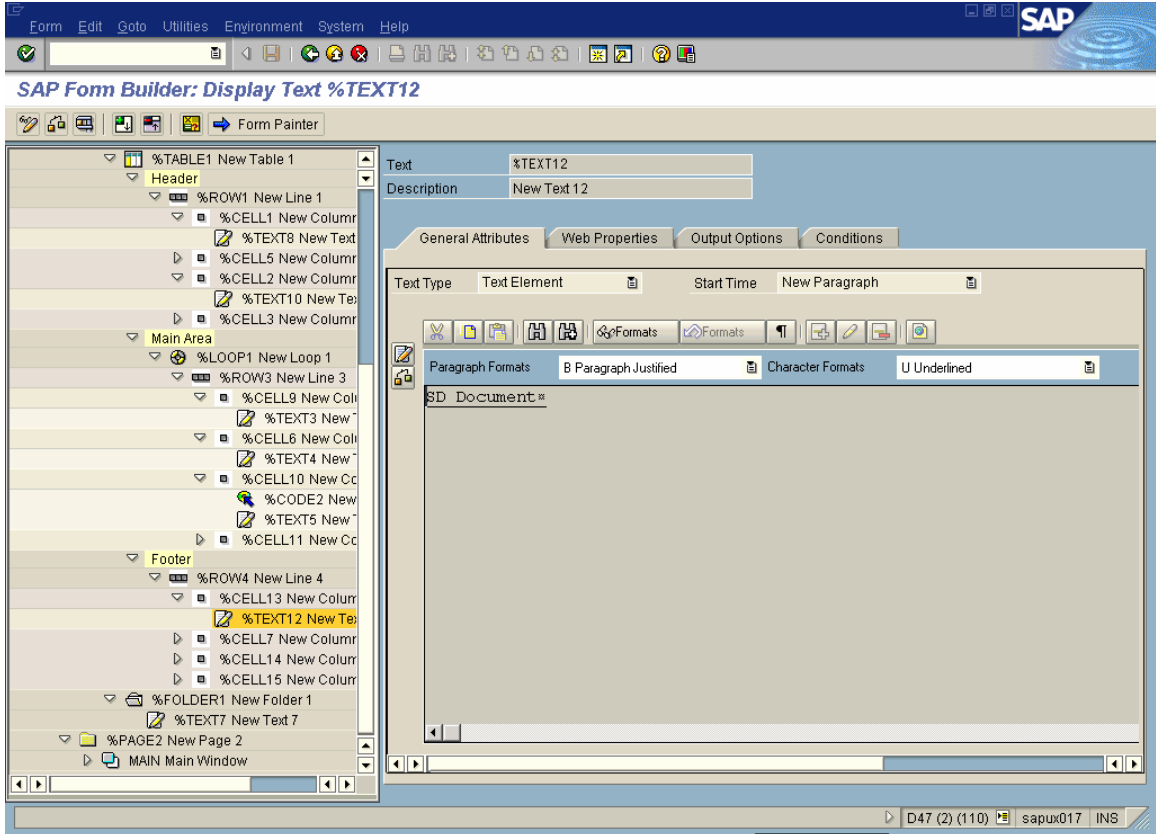 Form Edit Goto Utilities Environment System Help
SAP
SAP Form Builder: Display Text %TEXT12
Form Painter
%TABLE1 New Table 1
Header
%ROW1 New Line 1
%CELL1 New Column
%TEXT8 New Text
%CELL5 New Column
%CELL2 New Column
%TEXT10 New Te
%CELL3 New Column
Main Area
%LOOP1 New Loop 1
%ROW3 New Line 3
%CELL9 New Col
%TEXT3 New
%CELL6 New Col
%TEXT4 New
%CELL10 New Co
%CODE2 New
%TEXT5 New
%CELL11 New Co
Footer
%ROW4 New Line 4
%CELL13 New Colum
%TEXT12 New Te
%CELL7 New Column
%CELL14 New Colum
%CELL15 New Colum
%FOLDER1 New Folder 1
%TEXT7 New Text 7
%PAGE2 New Page 2
MAIN Main Window
Text %TEXT12
Description New Text 12
General Attributes Web Properties Output Options Conditions
Text Type Text Element Start Time New Paragraph
Formats Formats ¶
Paragraph Formats B Paragraph Justified Character Formats U Underlined
SD Document¤
D47 (2) (110) sapux017 INS